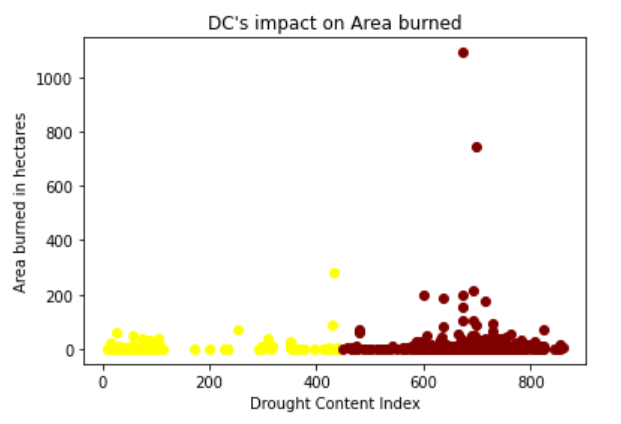 DC's impact on Area burned
1000
800
600
400
200
0
Area burned in hectares
0 200 400 600 800
Drought Content Index